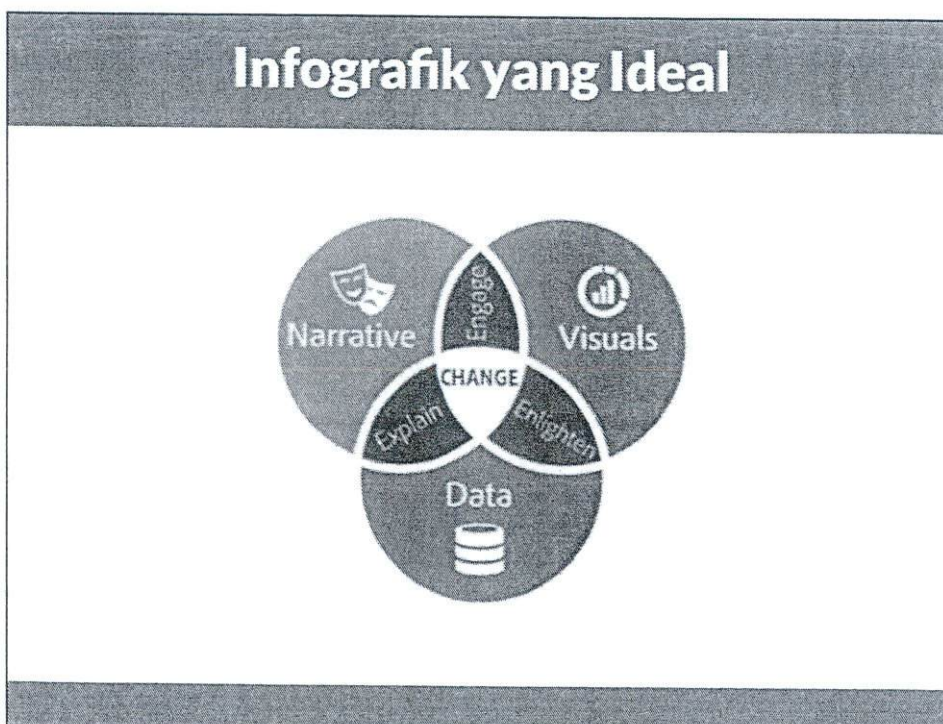 Infografik yang Ideal
Narrative
Engage
Visuals
CHANGE
Explain
Enlighten
Data